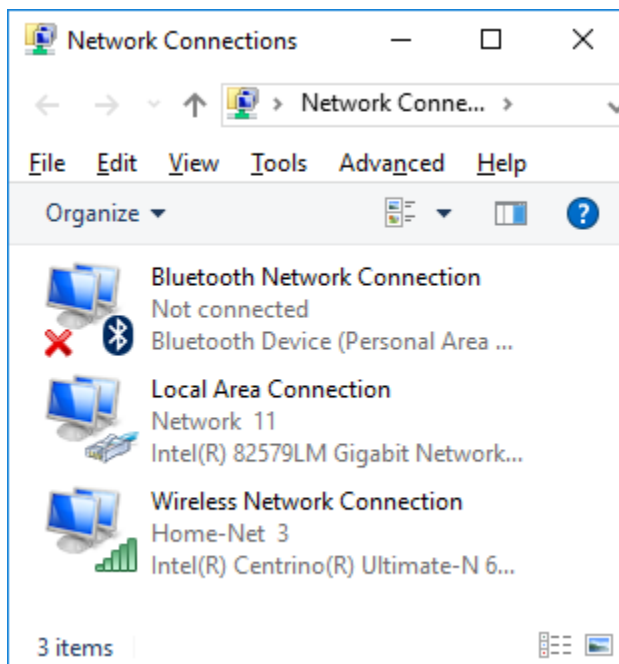 Network Connections
Network Conne...
File Edit View Tools Advanced Help
Organize
Bluetooth Network Connection
Not connected
Bluetooth Device (Personal Area ...
Local Area Connection
Network 11
Intel(R) 82579LM Gigabit Network...
Wireless Network Connection
Home-Net 3
Intel(R) Centrino(R) Ultimate-N 6...
3 items